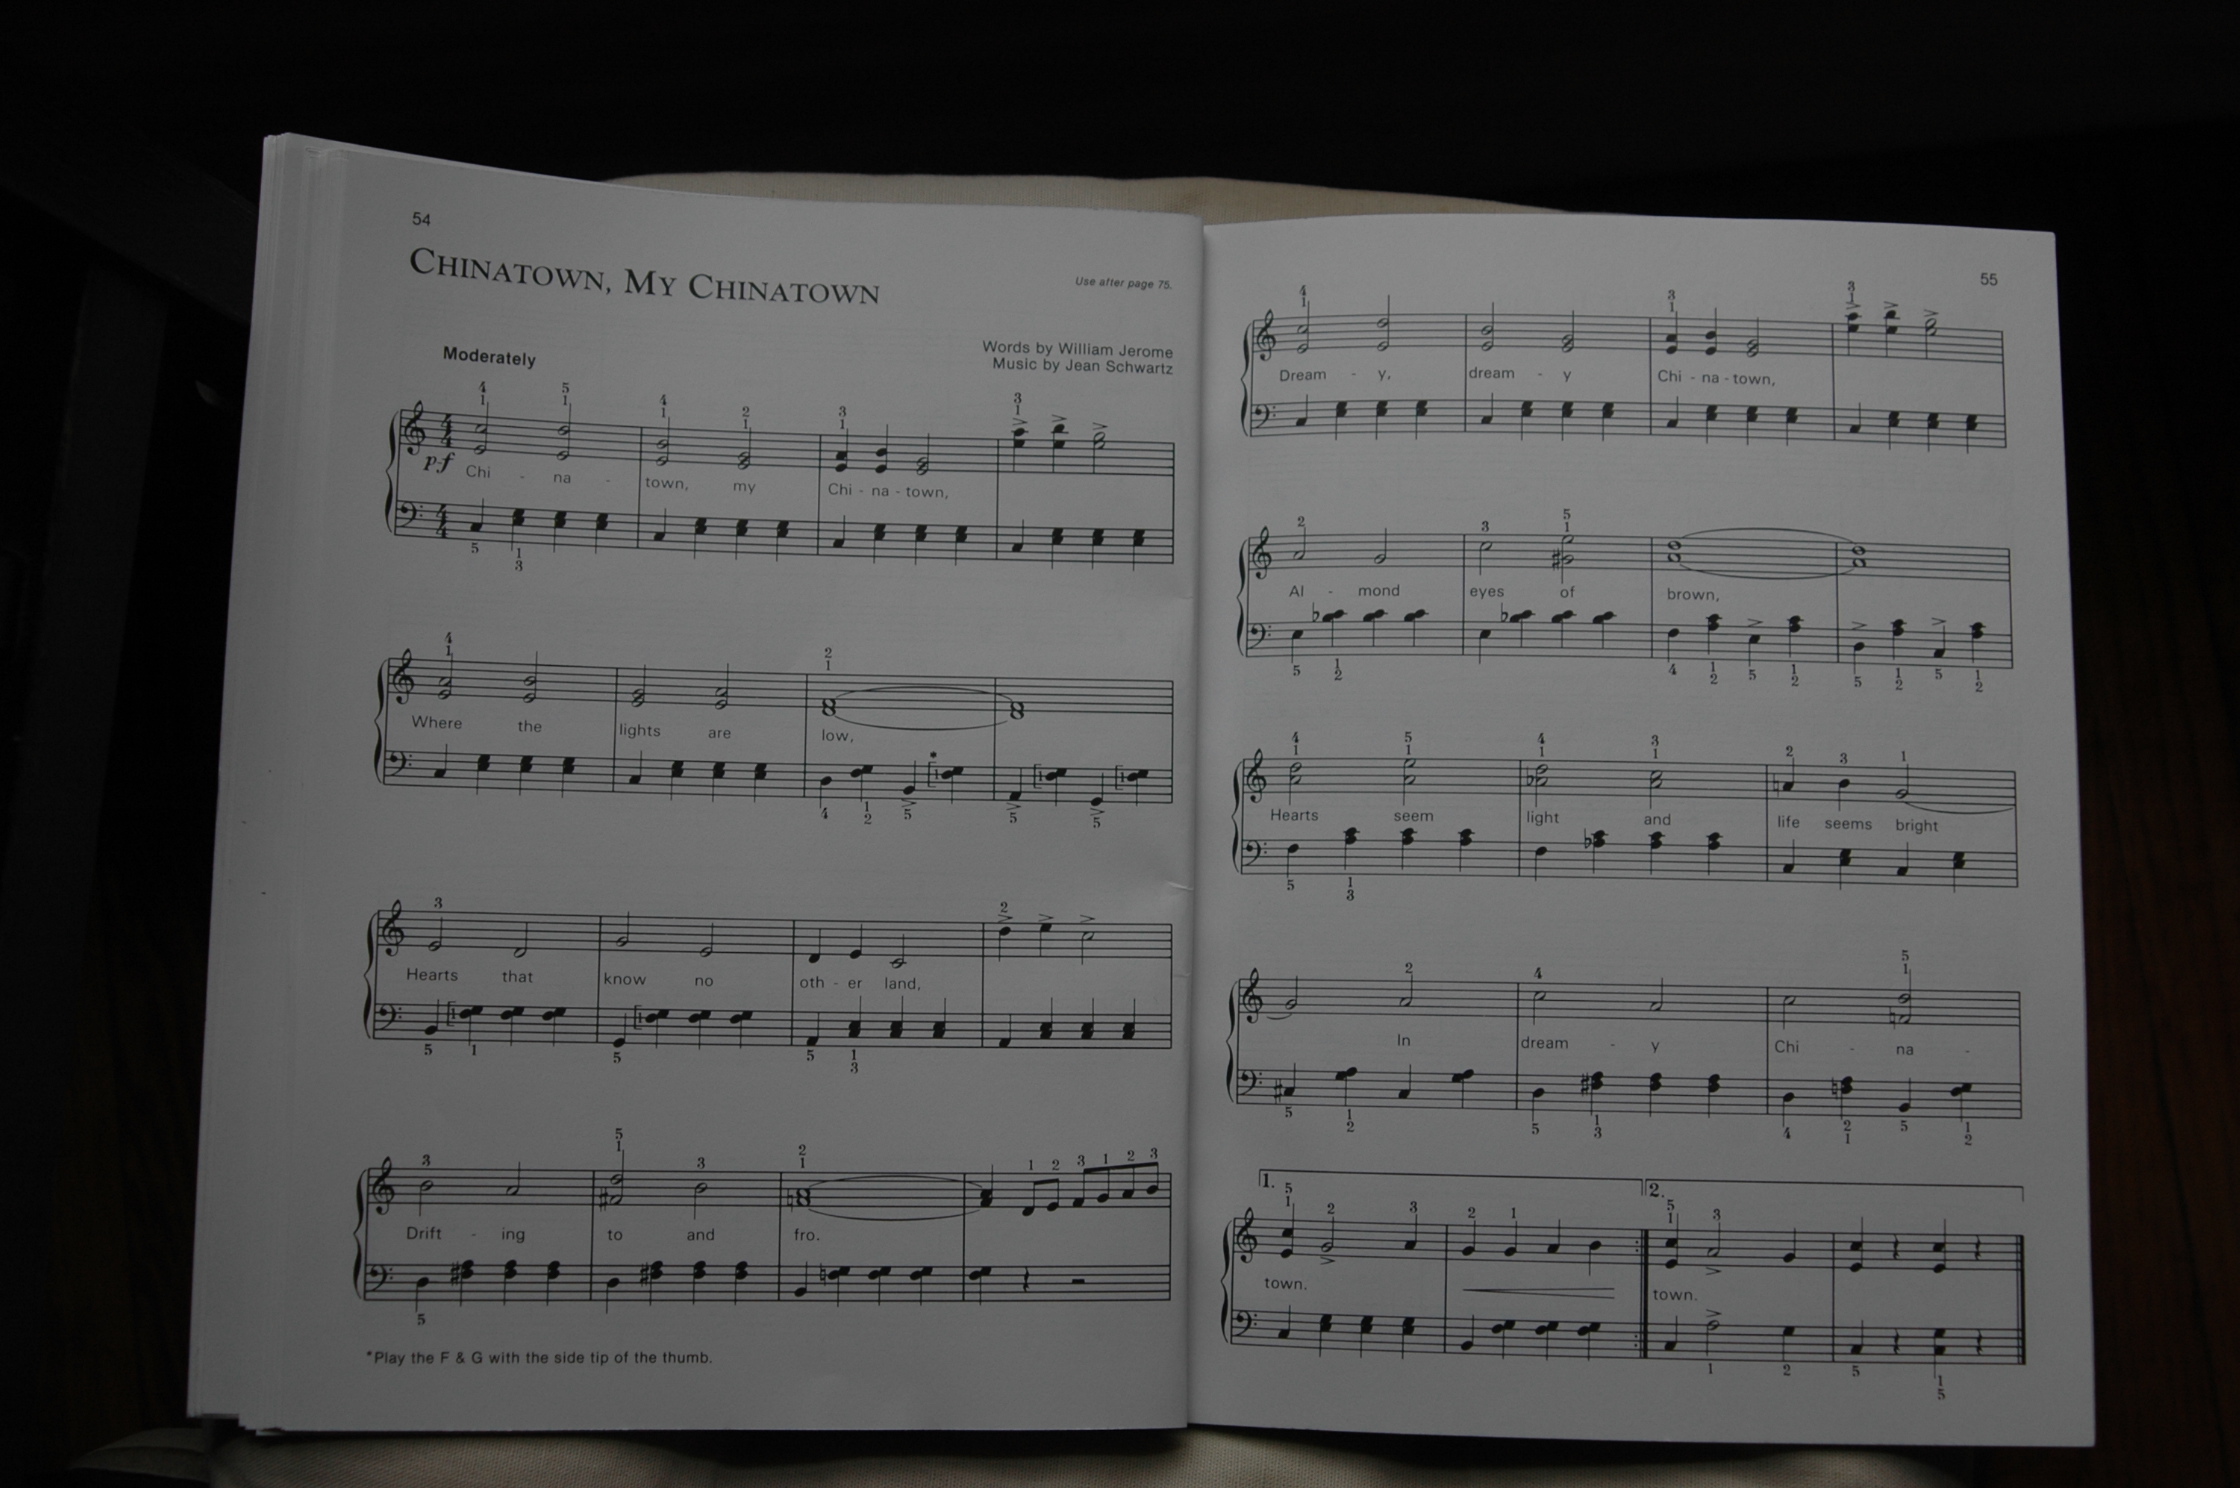 54
CHINATOWN, MY CHINATOWN
Use after page 75.
Words by William Jerome
Music by Jean Schwartz
Moderately
pf
Chi - na - town, my Chi - na - town,
Where the lights are low,
Hearts that know no oth - er land,
Drift - ing to and fro.
*Play the F & G with the side tip of the thumb.
55
Dream - y, dream - y Chi - na - town,
Al - mond eyes of brown,
Hearts seem light and life seems bright
In dream - y Chi - na -
1. 2.
town. town.